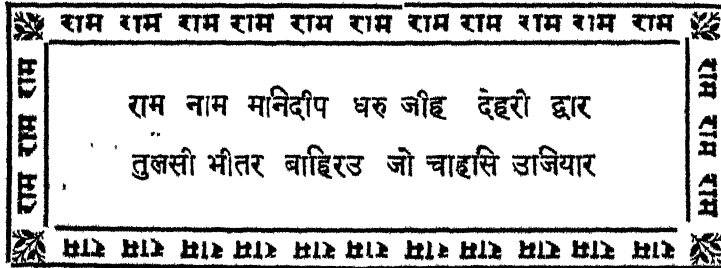 राम राम राम राम राम राम राम राम राम राम राम
राम राम राम
राम नाम मनिदीप धरु जीह देहरी द्वार
तुलसी भीतर बाहिरउ जो चाहसि उजियार
राम राम राम
राम राम राम राम राम राम राम राम राम राम राम